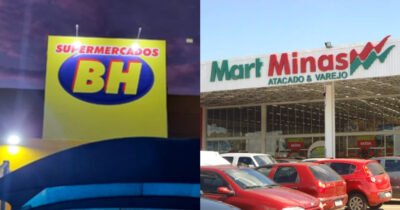 SUPERMERCADOS
BH
Mart Minas
ATACADO & VAREJO